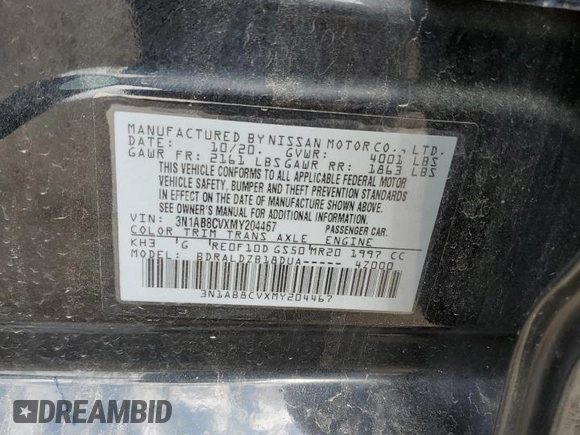 MANUFACTURED BY NISSAN MOTOR CO., LTD.
DATE: 10/20. GVWR: 4001 LBS
GAWR FR: 2161 LBS GAWR RR: 1863 LBS
THIS VEHICLE CONFORMS TO ALL APPLICABLE FEDERAL MOTOR
VEHICLE SAFETY, BUMPER AND THEFT PREVENTION STANDARDS
IN EFFECT ON THE DATE OF MANUFACTURE SHOWN ABOVE.
SEE OWNER'S MANUAL FOR ADDITIONAL INFORMATION
VIN: 3N1AB8CVXMY204467 PASSENGER CAR.
COLOR TRIM TRANS AXLE ENGINE
KH3 'G 'RE0F10D GS50'MR20 1997 CC
MODEL: BDRALDZB18DUA----- 47000
3N1AB8CVXMY204467
DREAMBID